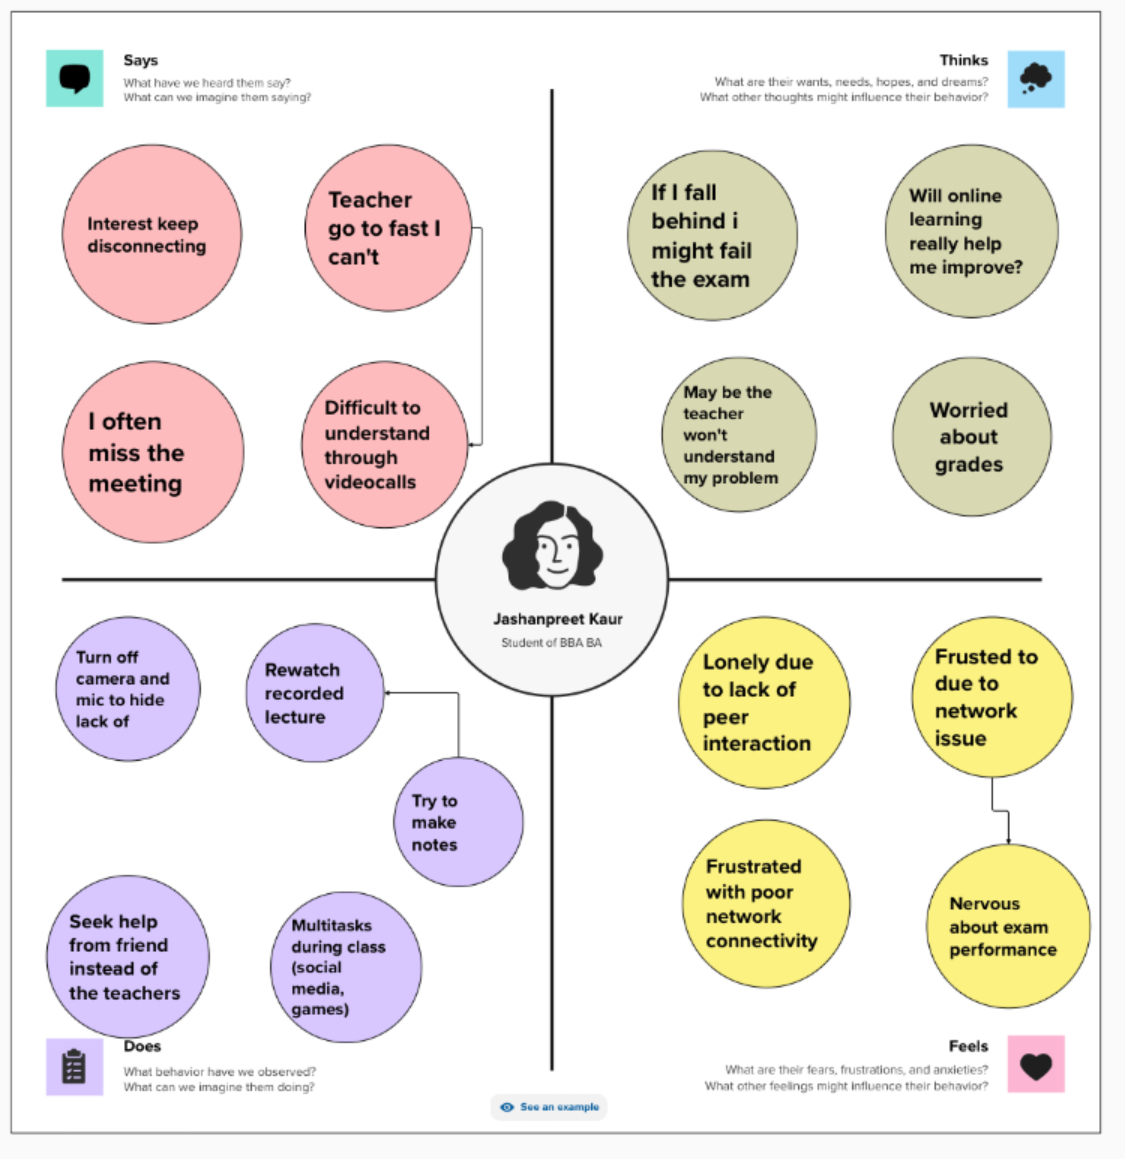 Says
What have we heard them say?
What can we imagine them saying?
Thinks
What are their wants, needs, hopes, and dreams?
What other thoughts might influence their behavior?
Interest keep
disconnecting
Teacher
go to fast I
can't
I often
miss the
meeting
Difficult to
understand
through
videocalls
If I fall
behind i
might fail
the exam
Will online
learning
really help
me improve?
May be the
teacher
won't
understand
my problem
Worried
about
grades
Jashanpreet Kaur
Student of BBA BA
Turn off
camera and
mic to hide
lack of
Rewatch
recorded
lecture
Try to
make
notes
Seek help
from friend
instead of
the teachers
Multitasks
during class
(social
media,
games)
Lonely due
to lack of
peer
interaction
Frusted to
due to
network
issue
Frustrated
with poor
network
connectivity
Nervous
about exam
performance
Does
What behavior have we observed?
What can we imagine them doing?
Feels
What are their fears, frustrations, and anxieties?
What other feelings might influence their behavior?
See an example